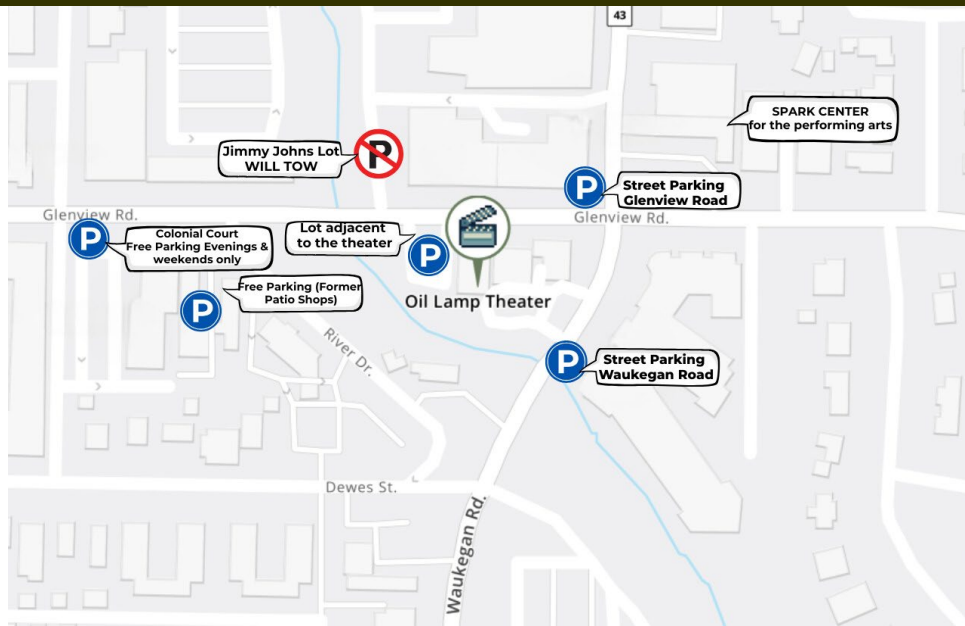 43
SPARK CENTER
for the performing arts
Jimmy Johns Lot
WILL TOW
P
P
Street Parking
Glenview Road
Glenview Rd.
Glenview Rd.
P
Colonial Court
Free Parking Evenings &
weekends only
Lot adjacent
to the theater
P
Free Parking (Former
Patio Shops)
P
Oil Lamp Theater
River Dr.
P
Street Parking
Waukegan Road
Dewes St.
Waukegan Rd.